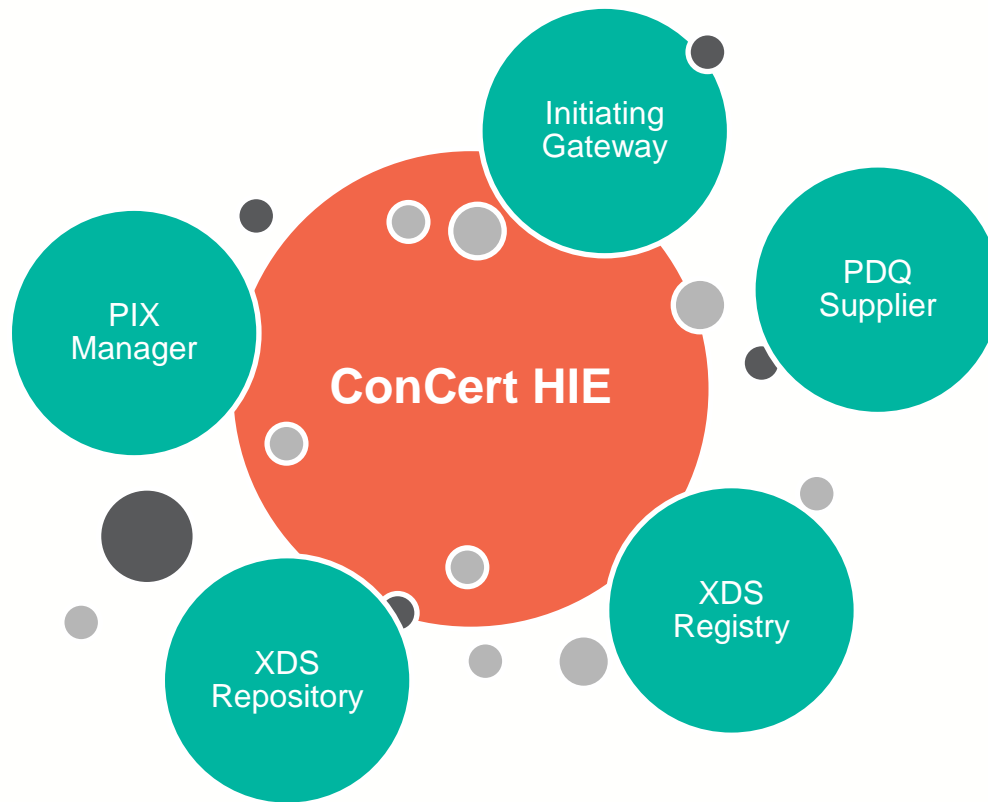 Initiating
Gateway
PDQ
Supplier
PIX
Manager
ConCert HIE
XDS
Registry
XDS
Repository